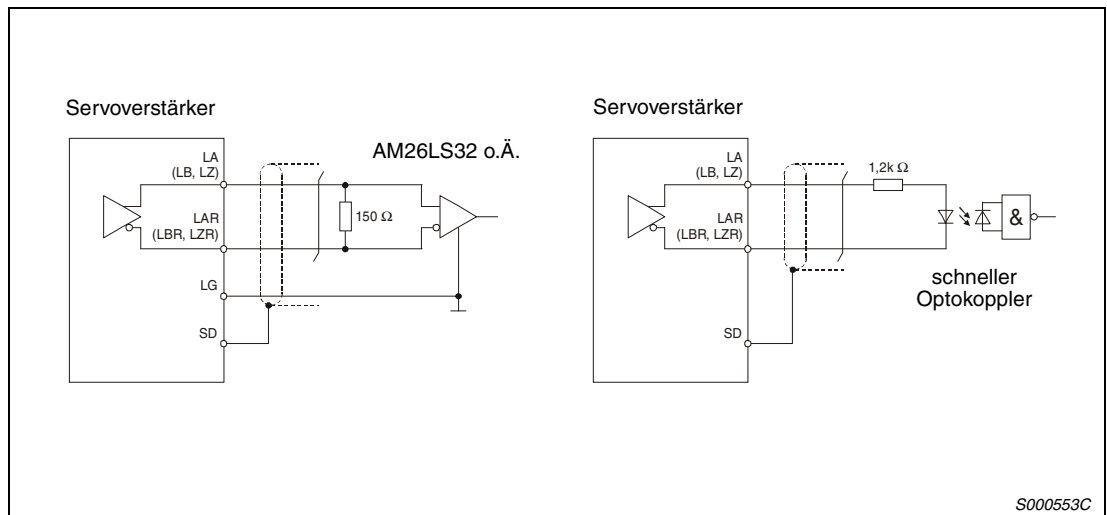 Servoverstärker
LA
(LB, LZ)
LAR
(LBR, LZR)
LG
SD
AM26LS32 o.Ä.
150 Ω
Servoverstärker
LA
(LB, LZ)
LAR
(LBR, LZR)
SD
1,2k Ω
&
schneller
Optokoppler
S000553C